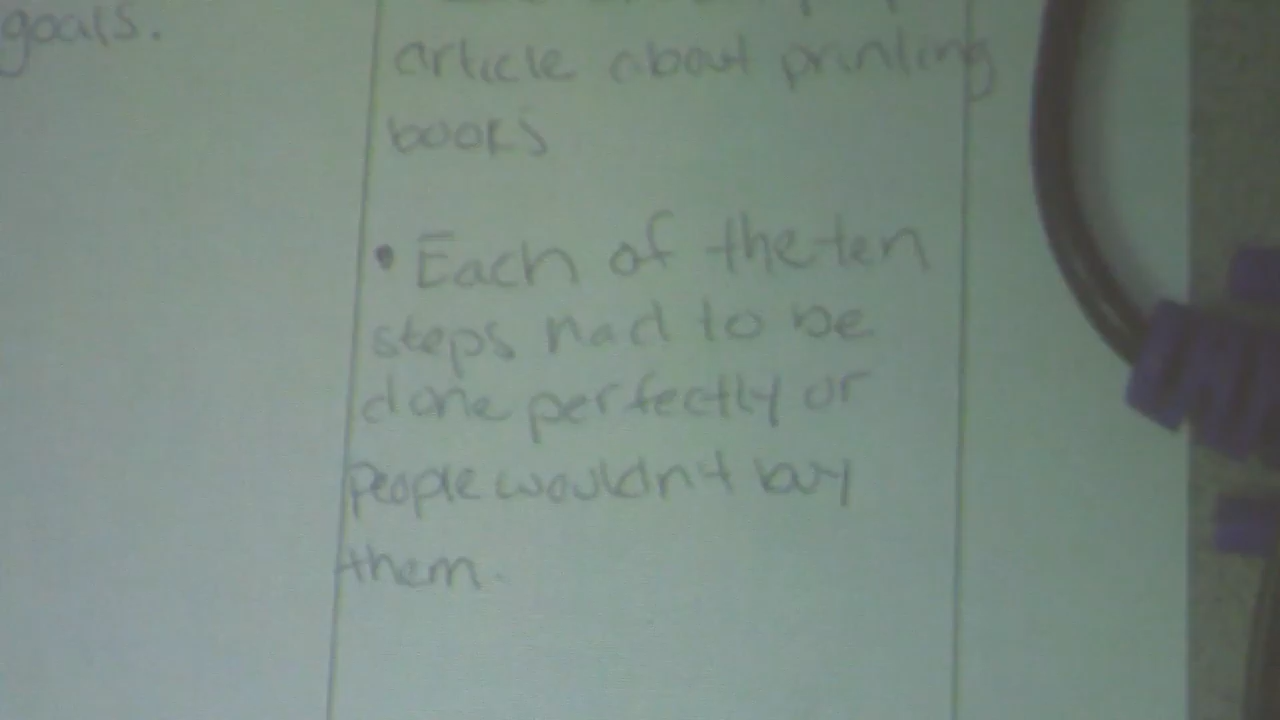 goals.
article about printing
books
• Each of the ten
steps had to be
done perfectly or
people wouldn't buy
them.